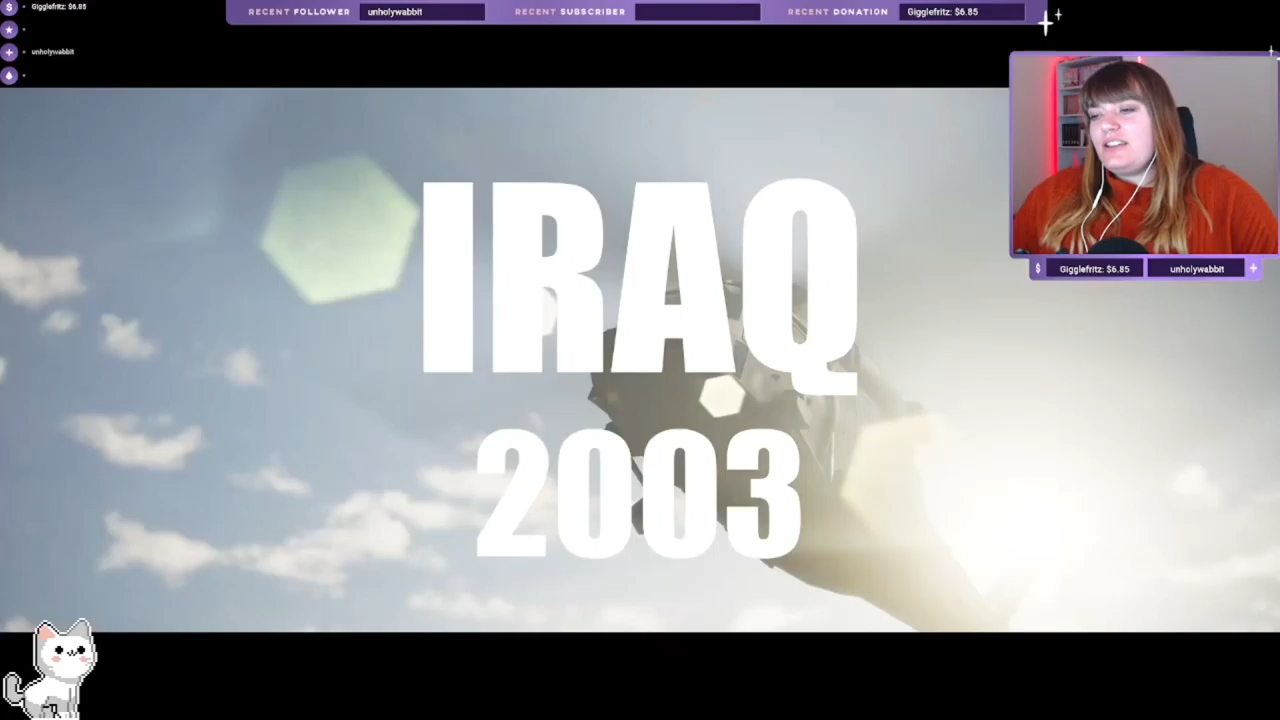 Gigglefritz: $6.85
unholywabbit
RECENT FOLLOWER unholywabbit RECENT SUBSCRIBER RECENT DONATION Gigglefritz: $6.85
IRAQ
2003
$ Gigglefritz: $6.85 unholywabbit +